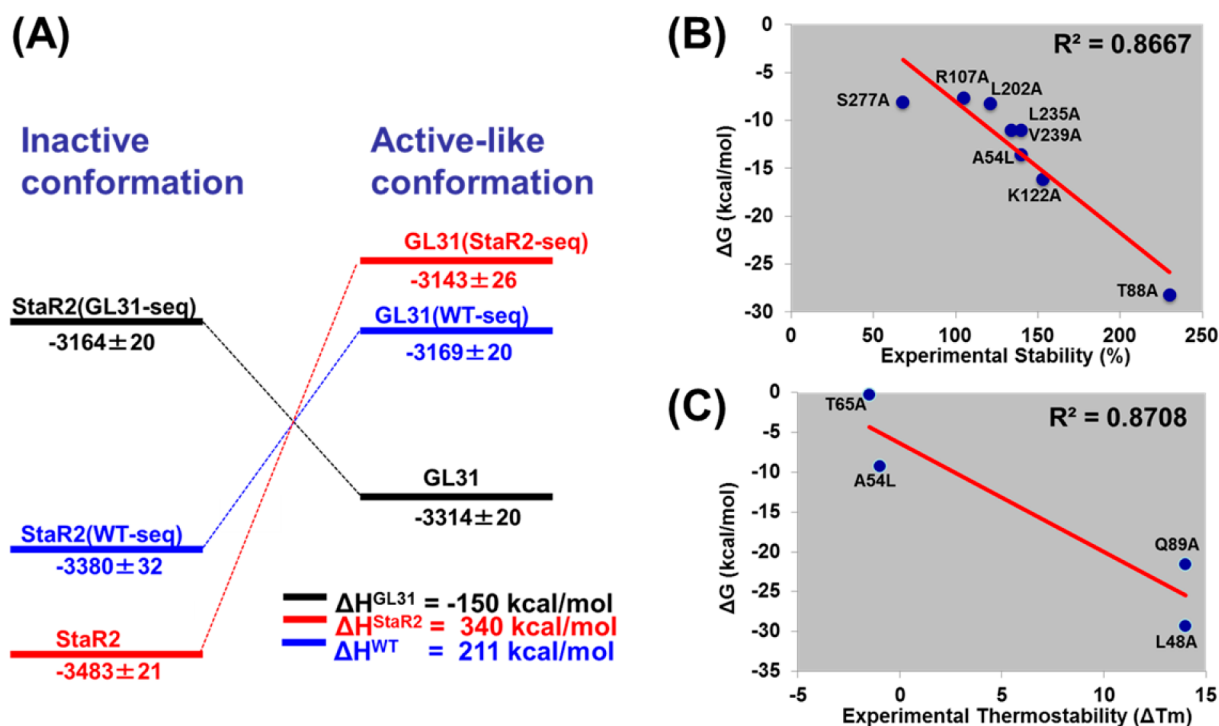 (A)
Inactive
conformation
Active-like
conformation
GL31(StaR2-seq)
-3143±26
StaR2(GL31-seq)
-3164±20
GL31(WT-seq)
-3169±20
GL31
-3314±20
StaR2(WT-seq)
-3380±32
StaR2
-3483±21
ΔH^GL31 = -150 kcal/mol
ΔH^StaR2 = 340 kcal/mol
ΔH^WT = 211 kcal/mol
(B)
R² = 0.8667
ΔG (kcal/mol)
0
-5
-10
-15
-20
-25
-30
S277A
R107A
L202A
L235A
V239A
A54L
K122A
T88A
0 50 100 150 200 250
Experimental Stability (%)
(C)
R² = 0.8708
ΔG (kcal/mol)
0
-5
-10
-15
-20
-25
-30
-35
T65A
A54L
Q89A
L48A
-5 0 5 10 15
Experimental Thermostability (ΔTm)